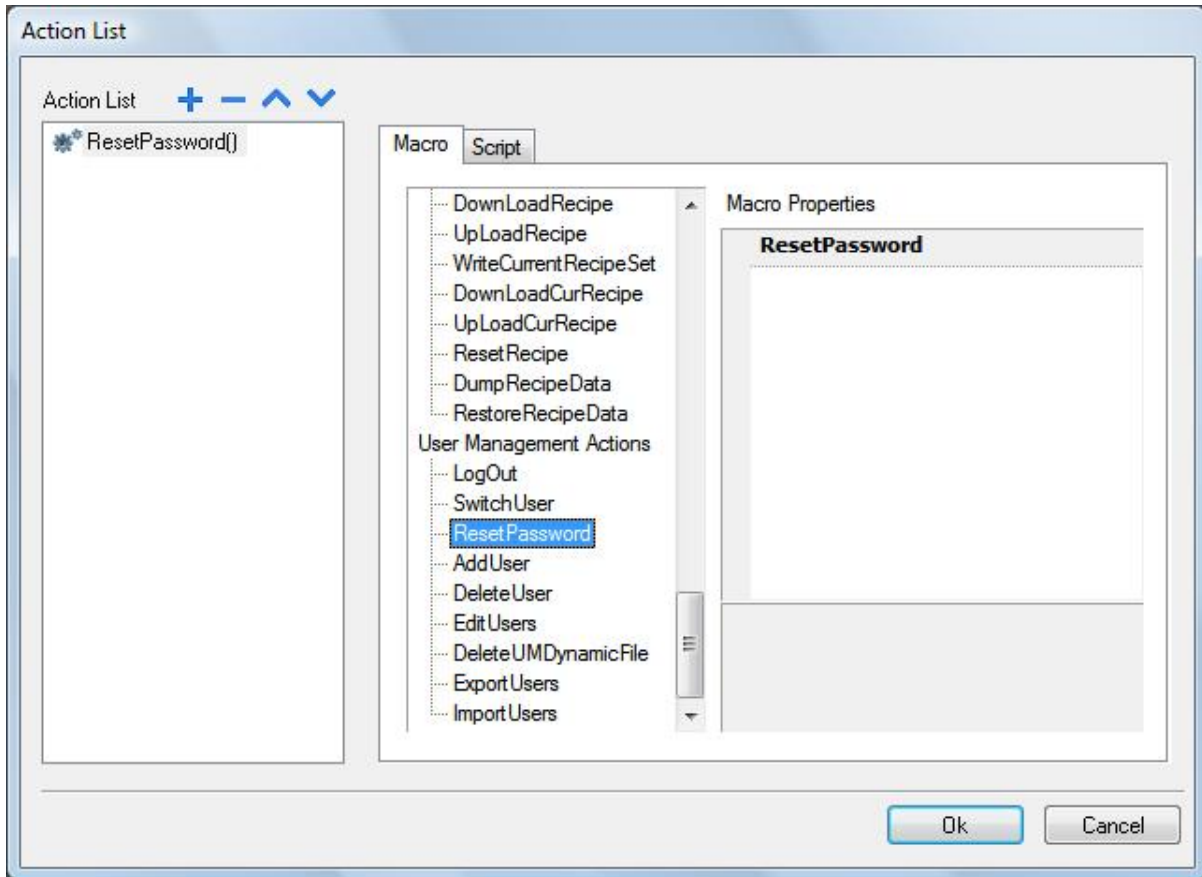 Action List
Action List
ResetPassword()
Macro
Script
DownLoadRecipe
UpLoadRecipe
WriteCurrentRecipeSet
DownLoadCurRecipe
UpLoadCurRecipe
ResetRecipe
DumpRecipeData
RestoreRecipeData
User Management Actions
LogOut
SwitchUser
ResetPassword
AddUser
DeleteUser
EditUsers
DeleteUMDynamicFile
ExportUsers
ImportUsers
Macro Properties
ResetPassword
Ok
Cancel